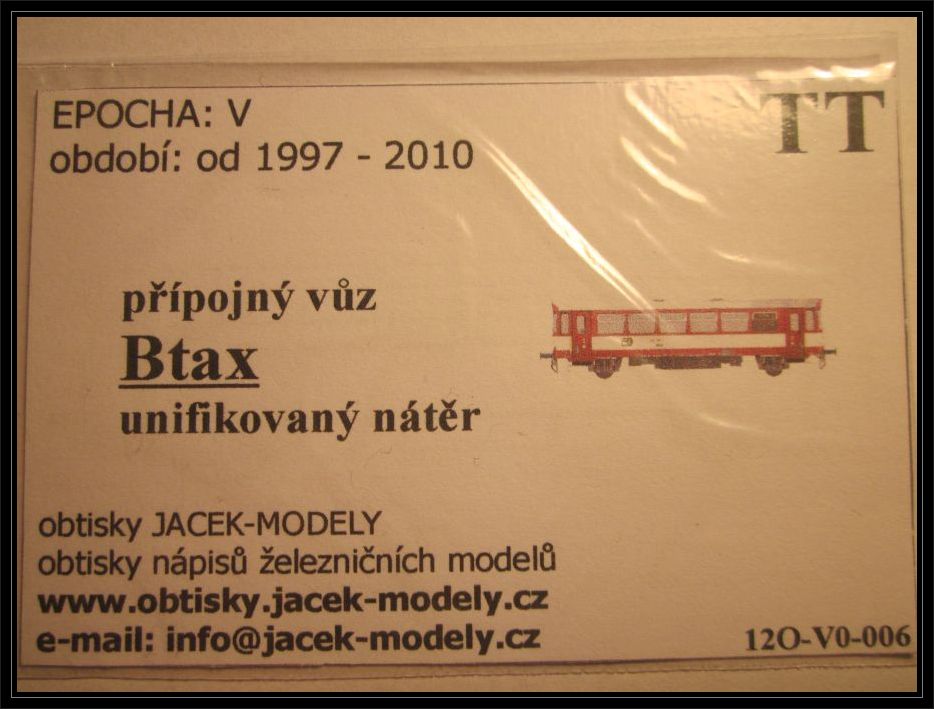 EPOCHA: V
TT
období: od 1997 - 2010
přípojný vůz
Btax
unifikovaný nátěr
obtisky JACEK-MODELY
obtisky nápisů železničních modelů
www.obtisky.jacek-modely.cz
e-mail: info@jacek-modely.cz
12O-V0-006